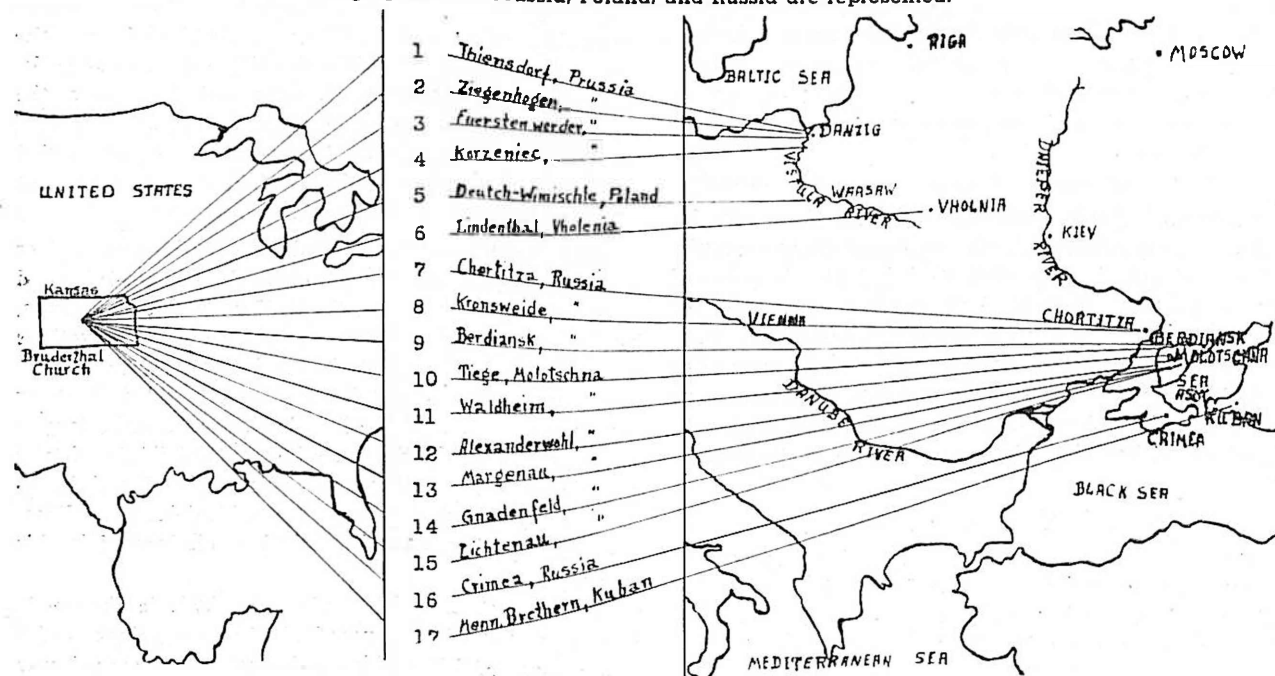 Prussia, Poland, and Russia are represented.
UNITED STATES
Kansas
Bruderthal
Church
1 Thiensdorf, Prussia
2 Ziegenhogen, "
3 Fuerstenwerder, "
4 Korzeniec, "
5 Deutch-Wimischle, Poland
6 Lindenthal, Vholenia
7 Chortitza, Russia
8 Kronsweide, "
9 Berdiansk, "
10 Tiege, Molotschna
11 Waldheim, "
12 Alexanderwohl, "
13 Margenau, "
14 Gnadenfeld, "
15 Lichtenau, "
16 Crimea, Russia
17 Menn. Brethern, Kuban
RIGA
MOSCOW
BALTIC SEA
DANZIG
VISTULA RIVER
WARSAW
VHOLNIA
DNIEPER RIVER
KIEV
VIENNA
CHORTITZA
BERDIANSK
MOLOTSCHNA
SEA
ASOV
KUBAN
CRIMEA
DANUBE RIVER
BLACK SEA
MEDITERRANEAN SEA